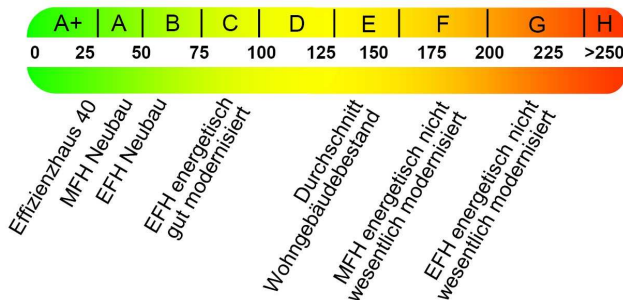 A+ A B C D E F G H
0 25 50 75 100 125 150 175 200 225 >250
Effizienzhaus 40
MFH Neubau
EFH Neubau
EFH energetisch
gut modernisiert
Durchschnitt
Wohngebäudebestand
MFH energetisch nicht
wesentlich modernisiert
EFH energetisch nicht
wesentlich modernisiert